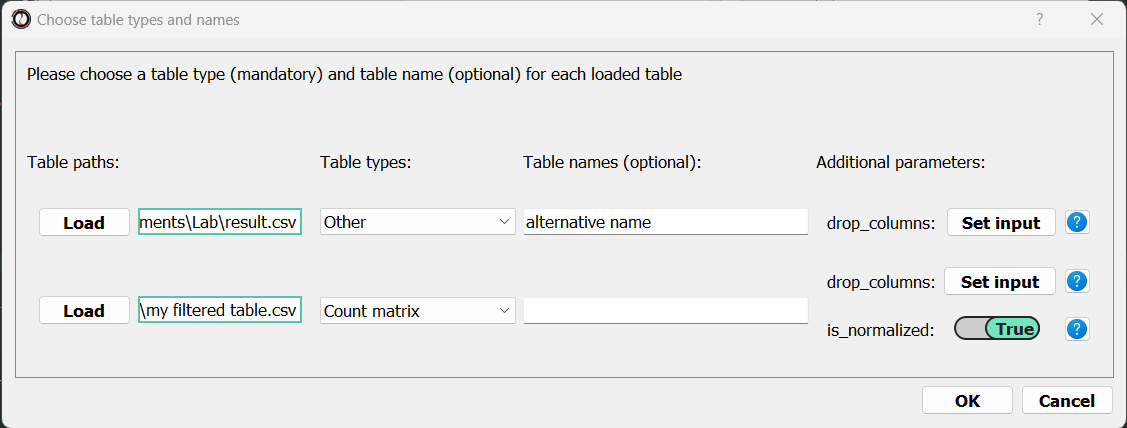 Choose table types and names
?
Please choose a table type (mandatory) and table name (optional) for each loaded table
Table paths: Table types: Table names (optional): Additional parameters:
Load ments\Lab\result.csv Other alternative name drop_columns: Set input ?
drop_columns: Set input ?
Load \my filtered table.csv Count matrix
is_normalized: True ?
OK Cancel